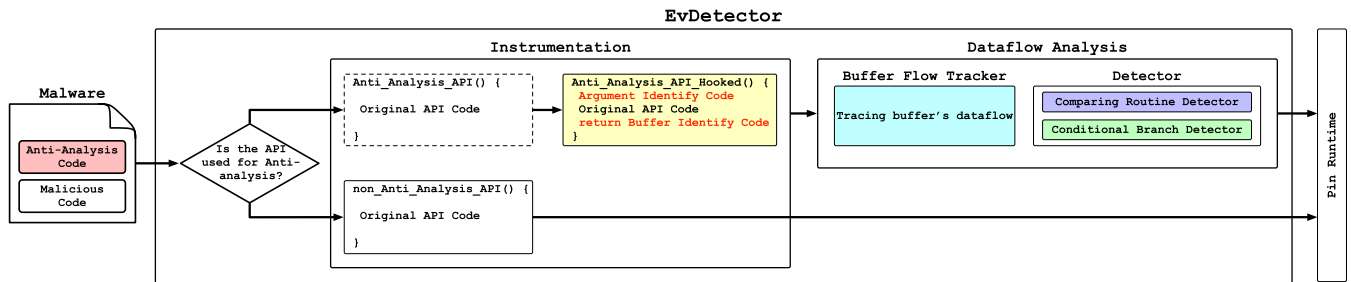 EvDetector
Malware
Anti-Analysis
Code
Malicious
Code
Is the API
used for Anti-
analysis?
Instrumentation
Anti_Analysis_API() {
Original API Code
}
Anti_Analysis_API_Hooked() {
Argument Identify Code
Original API Code
return Buffer Identify Code
}
non_Anti_Analysis_API() {
Original API Code
}
Dataflow Analysis
Buffer Flow Tracker
Tracing buffer's dataflow
Detector
Comparing Routine Detector
Conditional Branch Detector
Pin Runtime